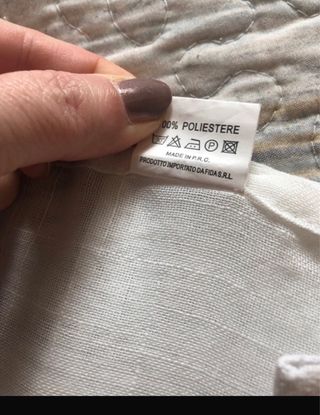 100% POLIESTERE
MADE IN P.R.C.
PRODOTTO IMPORTATO DA FIDA S.R.L.